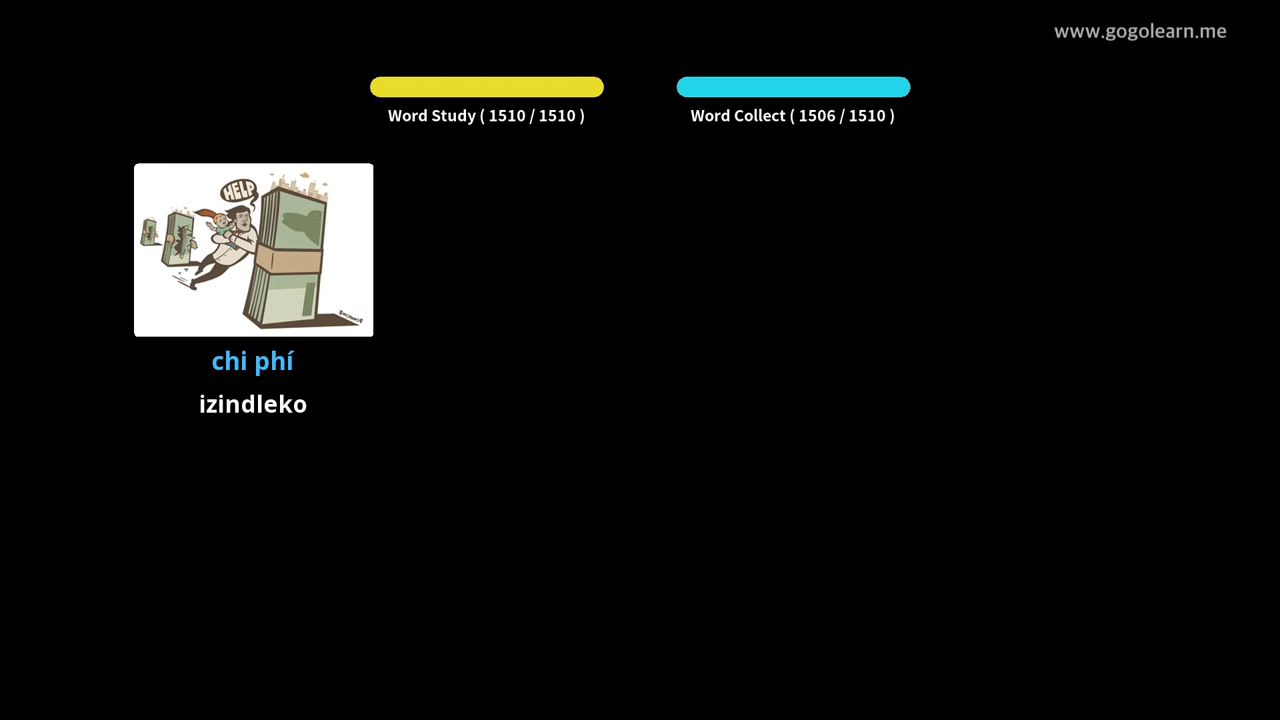 www.gogolearn.me
Word Study ( 1510 / 1510 )
Word Collect ( 1506 / 1510 )
HELP
chi phí
izindleko